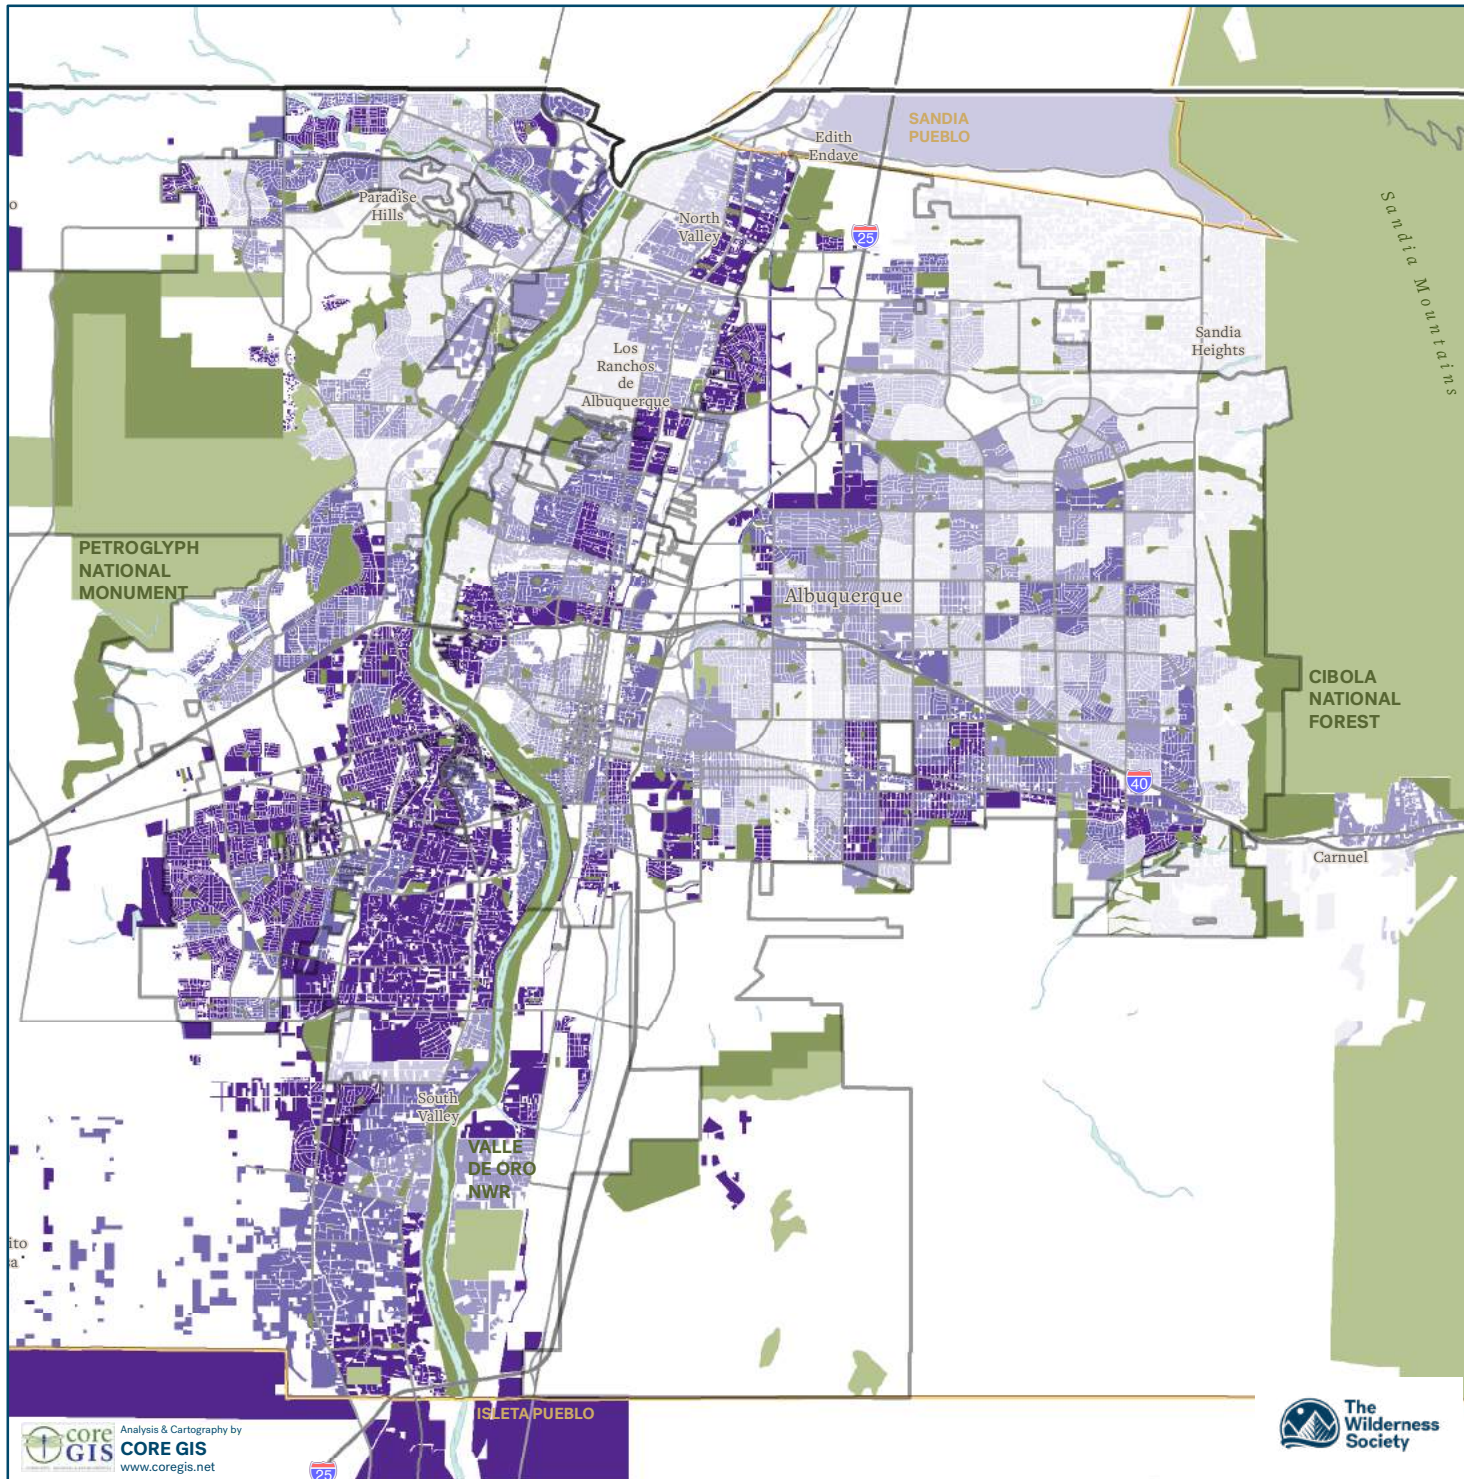 SANDIA
PUEBLO
Edith
Endave
Paradise
Hills
North
Valley
25
Sandia Mountains
Los
Ranchos
de
Albuquerque
Sandia
Heights
PETROGLYPH
NATIONAL
MONUMENT
Albuquerque
CIBOLA
NATIONAL
FOREST
40
Carnuel
South
Valley
VALLE
DE ORO
NWR
ito
a
ISLETA PUEBLO
core
GIS
Analysis & Cartography by
CORE GIS
www.coregis.net
25
The
Wilderness
Society